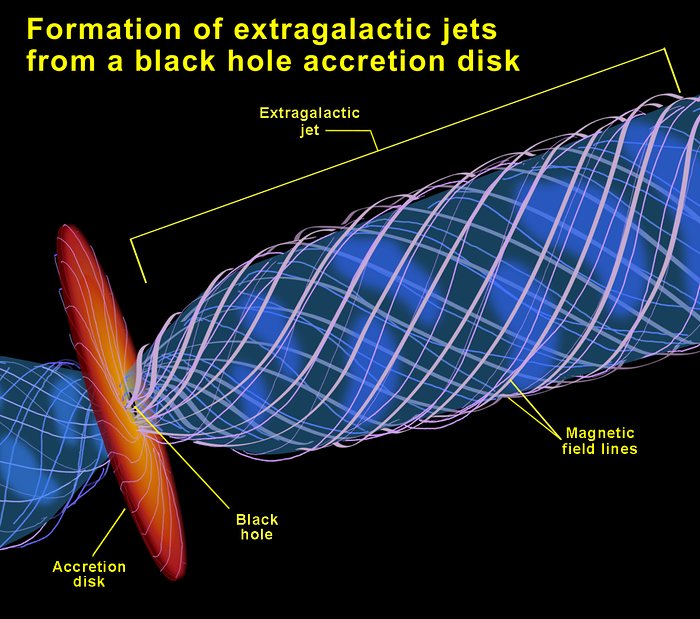 Formation of extragalactic jets
from a black hole accretion disk
Extragalactic
jet
Magnetic
field lines
Black
hole
Accretion
disk